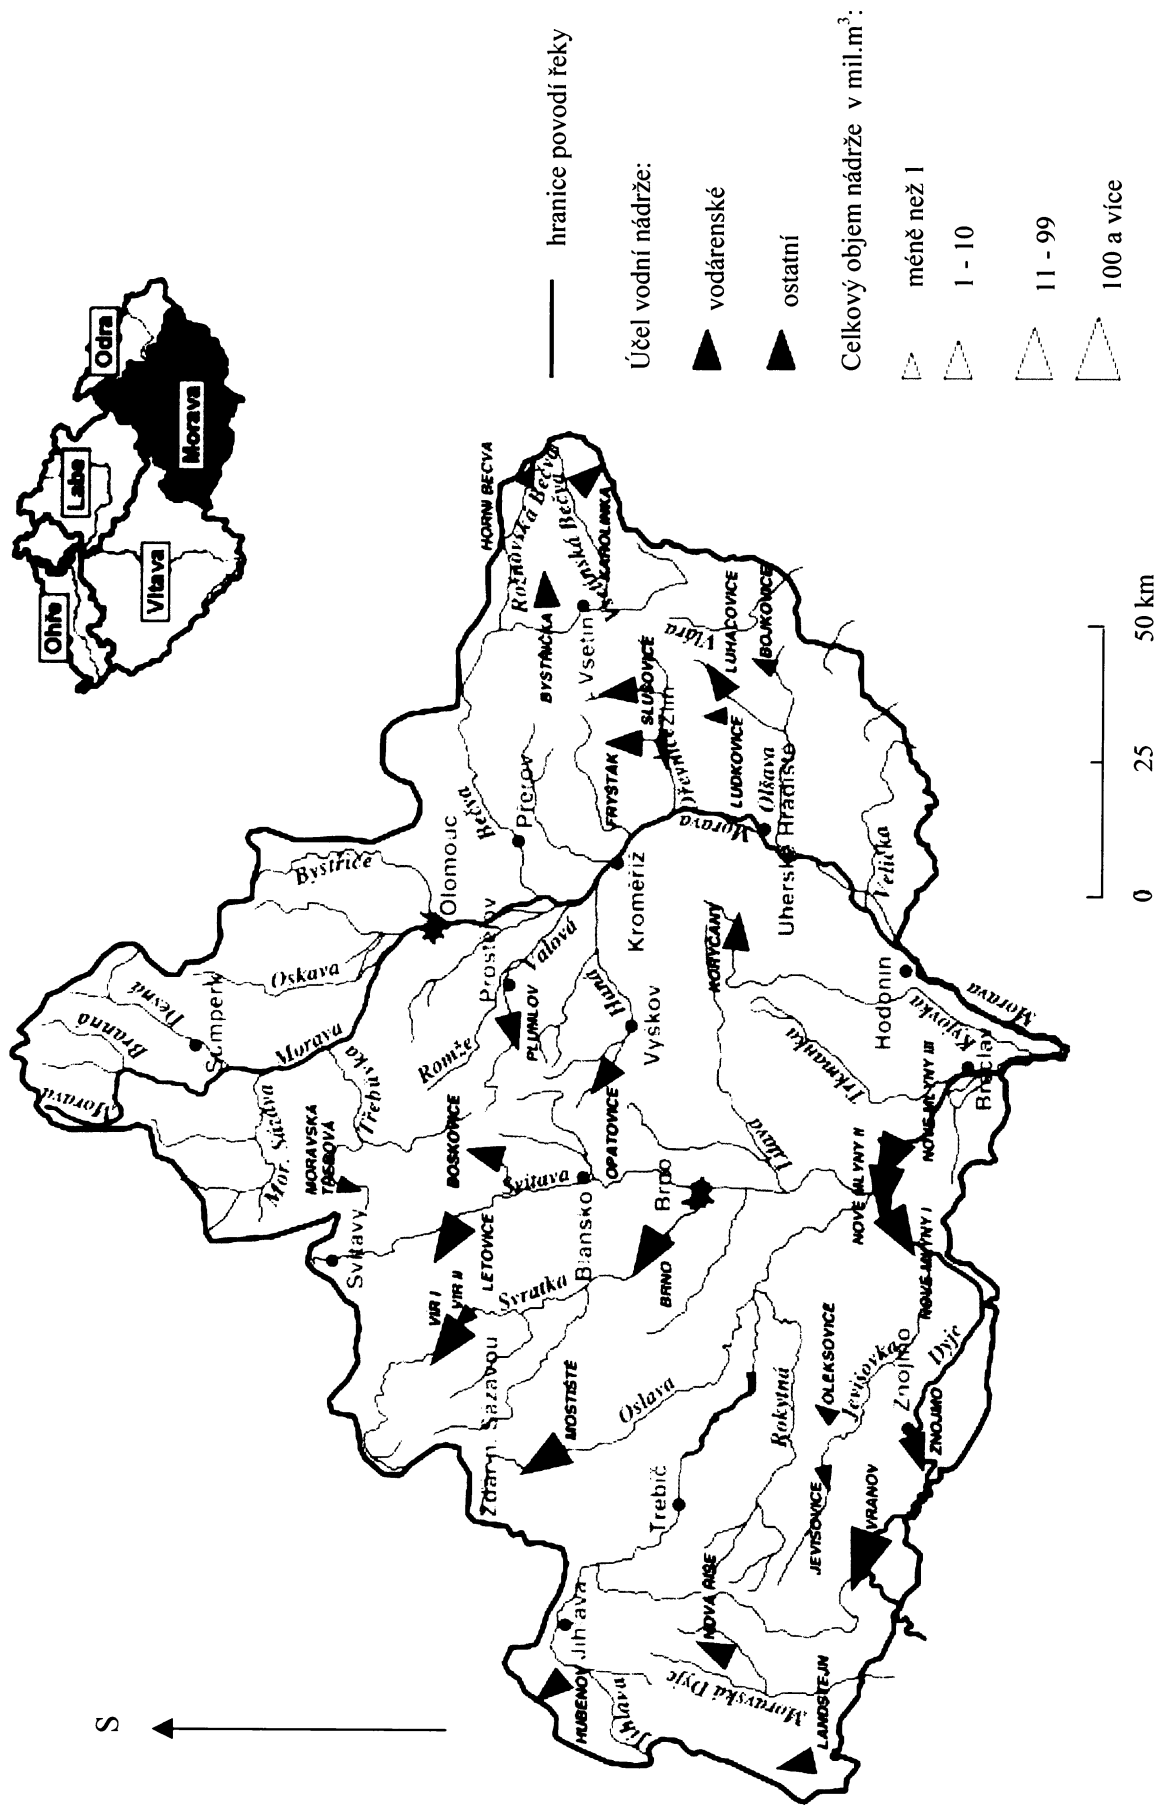 S
Ohře
Labe
Odra
Vltava
Morava
hranice povodí řeky
Účel vodní nádrže:
vodárenské
ostatní
Celkový objem nádrže v mil.m³:
méně než 1
1 - 10
11 - 99
100 a více
0
25
50 km
Morava
Branná
Desná
Šumperk
Oskava
Bystřice
Mor. Sázava
Morava
Třebůvka
MORAVSKÁ
Svitavy
Romže
Olomouc
Bečva
Přerov
Prostějov
Valová
PLUMLOV
BOSKOVICE
LETOVICE
VÍR I
VÍR II
Svitava
Svratka
Blansko
OPATOVICE
Haná
Vyškov
Kroměříž
HORNÍ BEČVA
Rožnovská Bečva
Vsetínská Bečva
KAROLINKA
BYSTŘIČKA
Vsetín
SLUŠOVICE
Zlín
FRYŠTÁK
Dřevnice
Vlára
LUHAČOVICE
BOJKOVICE
LUDKOVICE
Olšava
Morava
Uherské Hradiště
Velička
KORYČANY
Hodonín
Kyjovka
Morava
Břeclav
Trkmanka
Litava
Brno
BRNO
NOVÉ MLÝNY III
NOVÉ MLÝNY II
NOVÉ MLÝNY I
Žďár n. Sázavou
MOSTIŠTĚ
Oslava
Třebíč
Rokytná
OLEKSOVICE
Jevišovka
Znojmo
Dyje
ZNOJMO
VRANOV
JEVIŠOVICE
NOVÁ ŘÍŠE
Jihlava
HUBENOV
Jihlava
Moravská Dyje
LANDŠTEJN